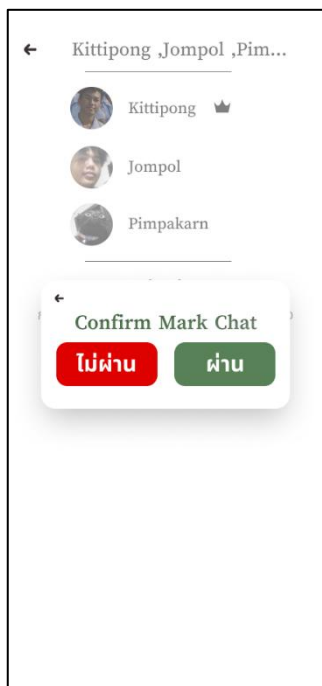 Kittipong ,Jompol ,Pim...
Kittipong
Jompol
Pimpakarn
Confirm Mark Chat
ไม่ผ่าน
ผ่าน